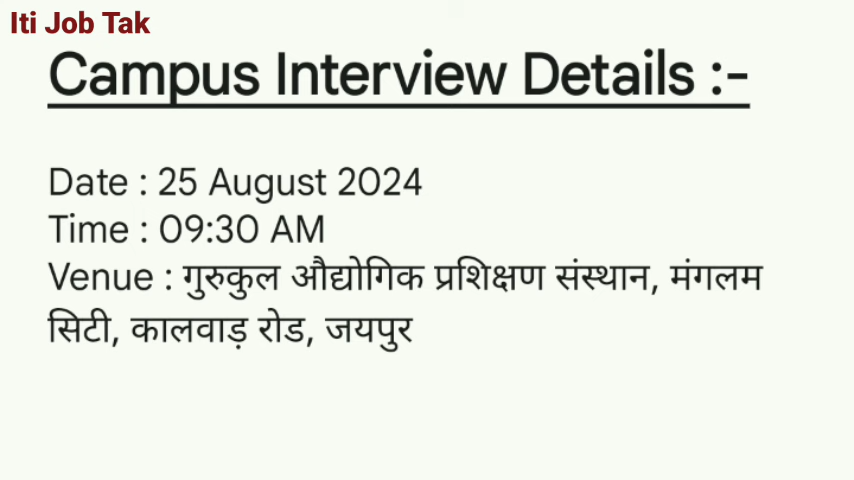 Iti Job Tak
Campus Interview Details :-
Date : 25 August 2024
Time : 09:30 AM
Venue : गुरुकुल औद्योगिक प्रशिक्षण संस्थान, मंगलम
सिटी, कालवाड़ रोड, जयपुर